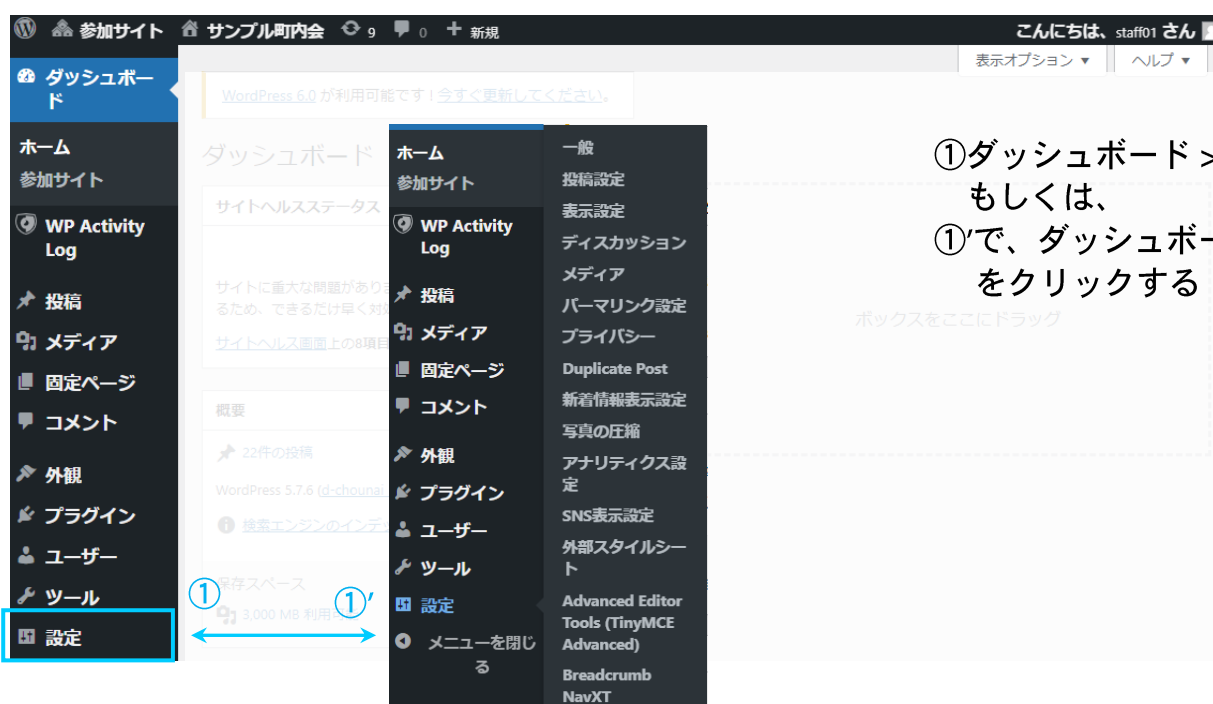 参加サイト サンプル町内会 9 0 新規 こんにちは、staff01 さん
表示オプション ▼ ヘルプ ▼
ダッシュボー
ド
ホーム
参加サイト
WP Activity
Log
投稿
メディア
固定ページ
コメント
外観
プラグイン
ユーザー
ツール
設定
WordPress 6.0 が利用可能です ! 今すぐ更新してください。
ダッシュボード
サイトヘルスステータス
サイトに重大な問題があり
るため、できるだけ早く対
サイトヘルス画面上の8項目
概要
22件の投稿
WordPress 5.7.6 (d-chounai
検索エンジンのインデッ
保存スペース
3,000 MB 利用
①
①′
ホーム
参加サイト
WP Activity
Log
投稿
メディア
固定ページ
コメント
外観
プラグイン
ユーザー
ツール
設定
メニューを閉じ
る
一般
投稿設定
表示設定
ディスカッション
メディア
パーマリンク設定
プライバシー
Duplicate Post
新着情報表示設定
写真の圧縮
アナリティクス設
定
SNS表示設定
外部スタイルシー
ト
Advanced Editor
Tools (TinyMCE
Advanced)
Breadcrumb
NavXT
ボックスをここにドラッグ
①ダッシュボード >
もしくは、
①′で、ダッシュボー
をクリックする